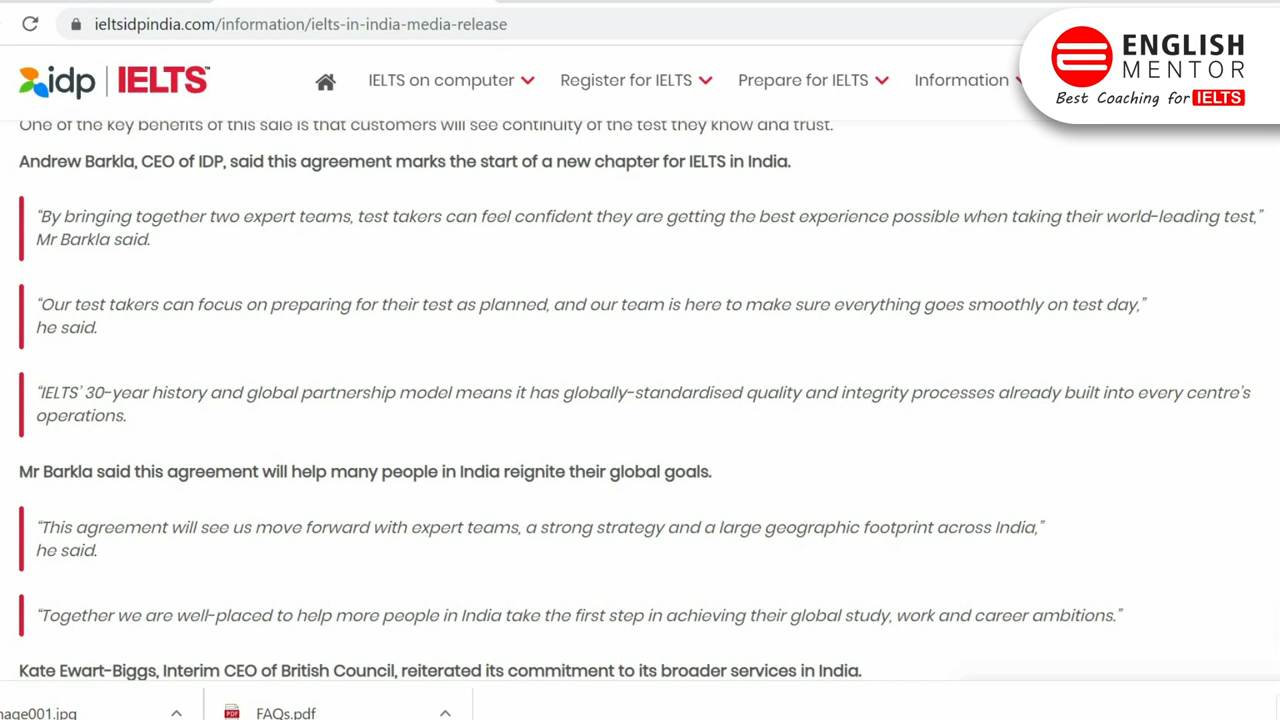 ieltsidpindia.com/information/ielts-in-india-media-release
ENGLISH
MENTOR
Best Coaching for IELTS
idp IELTS™
IELTS on computer
Register for IELTS
Prepare for IELTS
Information
One of the key benefits of this sale is that customers will see continuity of the test they know and trust.
Andrew Barkla, CEO of IDP, said this agreement marks the start of a new chapter for IELTS in India.
“By bringing together two expert teams, test takers can feel confident they are getting the best experience possible when taking their world-leading test,”
Mr Barkla said.
“Our test takers can focus on preparing for their test as planned, and our team is here to make sure everything goes smoothly on test day,”
he said.
“IELTS’ 30-year history and global partnership model means it has globally-standardised quality and integrity processes already built into every centre’s
operations.
Mr Barkla said this agreement will help many people in India reignite their global goals.
“This agreement will see us move forward with expert teams, a strong strategy and a large geographic footprint across India,”
he said.
“Together we are well-placed to help more people in India take the first step in achieving their global study, work and career ambitions.”
Kate Ewart-Biggs, Interim CEO of British Council, reiterated its commitment to its broader services in India.
nage001.jpg
PDF FAQs.pdf